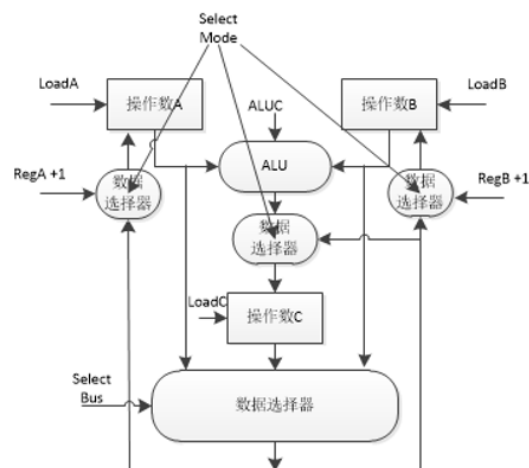 Select
Mode
LoadA
操作数A
ALUC
操作数B
LoadB
ALU
RegA +1
数据
选择器
数据
选择器
RegB +1
数据
选择器
LoadC
操作数C
Select
Bus
数据选择器